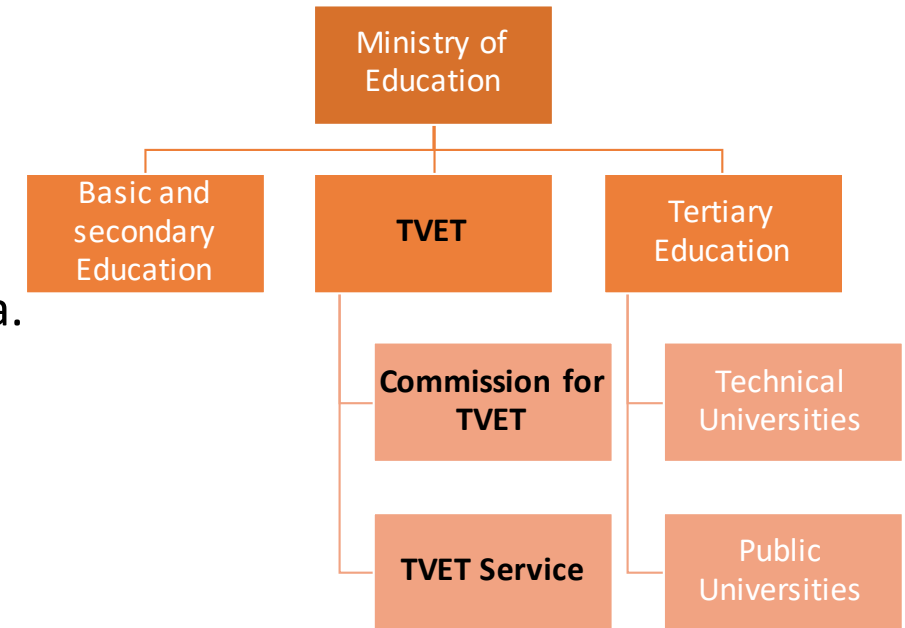 Ministry of
Education
Basic and
secondary
Education
TVET
Tertiary
Education
a.
Commission for
TVET
Technical
Universities
TVET Service
Public
Universities